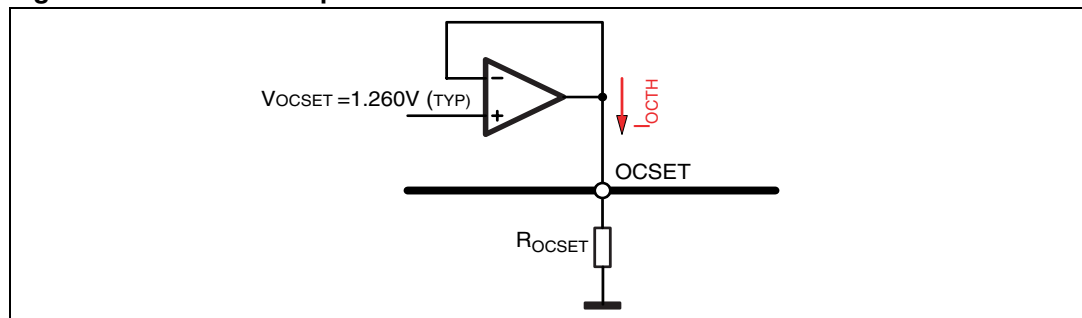 VOCSET =1.260V (TYP)
−
+
IOCTH
OCSET
ROCSET